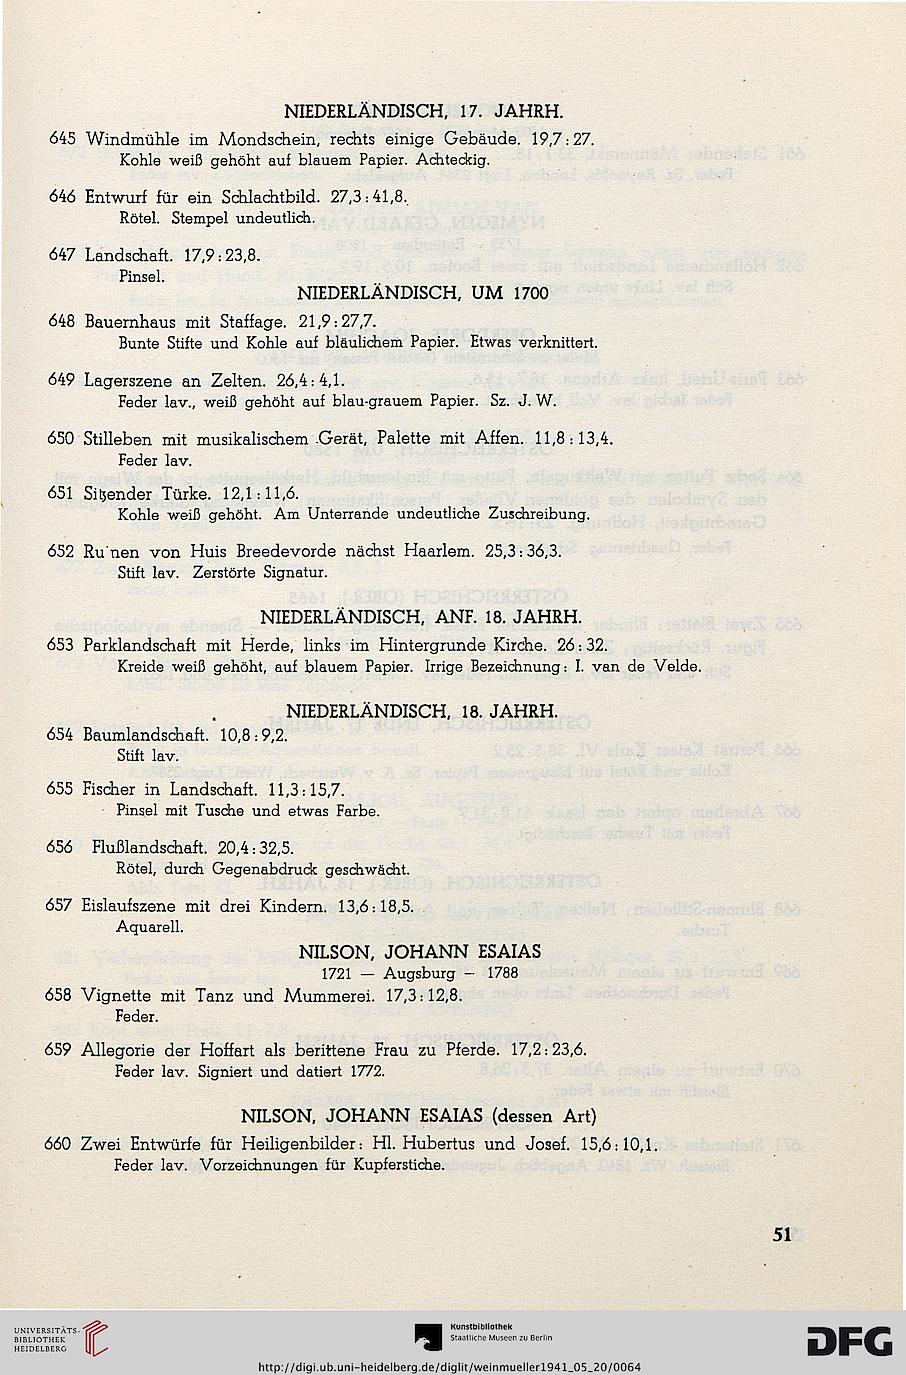 NIEDERLÄNDISCH, 17. JAHRH.
645 Windmühle im Mondschein, rechts einige Gebäude. 19,7 : 27.
Kohle weiß gehöht auf blauem Papier. Achteckig.
646 Entwurf für ein Schlachtbild. 27,3 : 41,8.
Rötel. Stempel undeutlich.
647 Landschaft. 17,9 : 23,8.
Pinsel.
NIEDERLÄNDISCH, UM 1700
648 Bauernhaus mit Staffage. 21,9 : 27,7.
Bunte Stifte und Kohle auf bläulichem Papier. Etwas verknittert.
649 Lagerszene an Zelten. 26,4 : 4,1.
Feder lav., weiß gehöht auf blau-grauem Papier. Sz. J. W.
650 Stilleben mit musikalischem Gerät, Palette mit Affen. 11,8 : 13,4.
Feder lav.
651 Sitzender Türke. 12,1 : 11,6.
Kohle weiß gehöht. Am Unterrande undeutliche Zuschreibung.
652 Ru nen von Huis Breedevorde nächst Haarlem. 25,3 : 36,3.
Stift lav. Zerstörte Signatur.
NIEDERLÄNDISCH, ANF. 18. JAHRH.
653 Parklandschaft mit Herde, links im Hintergrunde Kirche. 26 : 32.
Kreide weiß gehöht, auf blauem Papier. Irrige Bezeichnung: I. van de Velde.
NIEDERLÄNDISCH, 18. JAHRH.
654 Baumlandschaft. 10,8 : 9,2.
Stift lav.
655 Fischer in Landschaft. 11,3 : 15,7.
Pinsel mit Tusche und etwas Farbe.
656 Flußlandschaft. 20,4 : 32,5.
Rötel, durch Gegenabdruck geschwächt.
657 Eislaufszene mit drei Kindern. 13,6 : 18,5.
Aquarell.
NILSON, JOHANN ESAIAS
1721 — Augsburg — 1788
658 Vignette mit Tanz und Mummerei. 17,3 : 12,8.
Feder.
659 Allegorie der Hoffart als berittene Frau zu Pferde. 17,2 : 23,6.
Feder lav. Signiert und datiert 1772.
NILSON, JOHANN ESAIAS (dessen Art)
660 Zwei Entwürfe für Heiligenbilder: Hl. Hubertus und Josef. 15,6 : 10,1.
Feder lav. Vorzeichnungen für Kupferstiche.
51
UNIVERSITÄTS-
BIBLIOTHEK
HEIDELBERG
Kunstbibliothek
Staatliche Museen zu Berlin
DFG
http://digi.ub.uni-heidelberg.de/diglit/weinmueller1941_05_20/0064